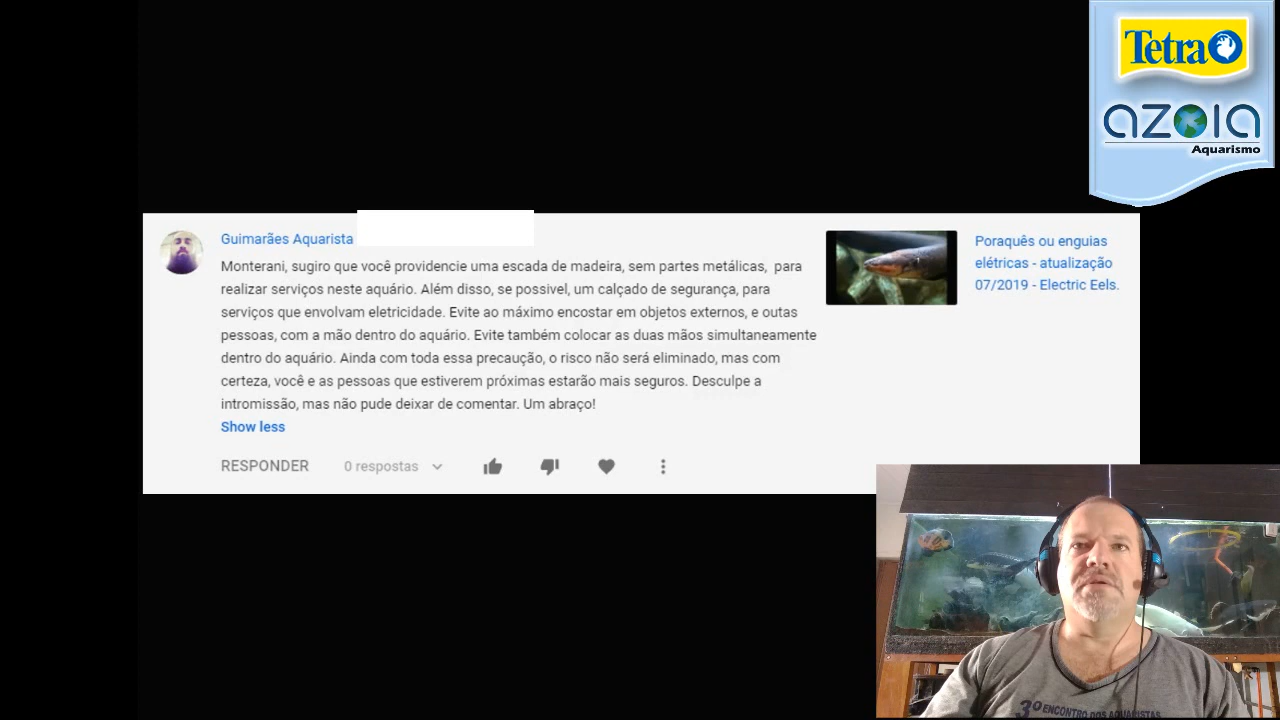 Tetra
azoia
Aquarismo
Guimarães Aquarista
Monterani, sugiro que você providencie uma escada de madeira, sem partes metálicas, para
realizar serviços neste aquário. Além disso, se possivel, um calçado de segurança, para
serviços que envolvam eletricidade. Evite ao máximo encostar em objetos externos, e outas
pessoas, com a mão dentro do aquário. Evite também colocar as duas mãos simultaneamente
dentro do aquário. Ainda com toda essa precaução, o risco não será eliminado, mas com
certeza, você e as pessoas que estiverem próximas estarão mais seguros. Desculpe a
intromissão, mas não pude deixar de comentar. Um abraço!
Show less
RESPONDER 0 respostas
Poraquês ou enguias
elétricas - atualização
07/2019 - Electric Eels.
3º ENCONTRO DOS AQUARISTAS